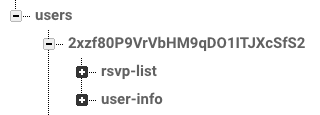 users
2xzf80P9VrVbHM9qDO1ITJXcSfS2
rsvp-list
user-info